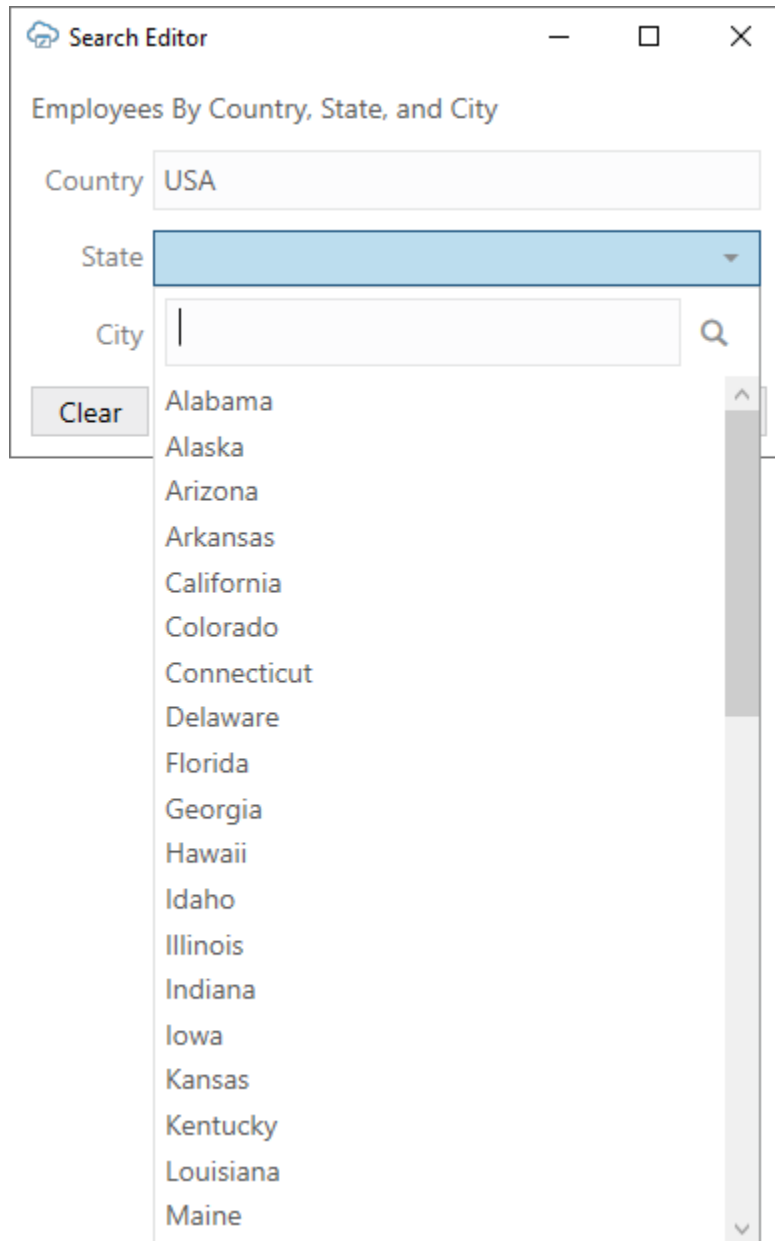 Search Editor
Employees By Country, State, and City
Country USA
State
City
Clear
Alabama
Alaska
Arizona
Arkansas
California
Colorado
Connecticut
Delaware
Florida
Georgia
Hawaii
Idaho
Illinois
Indiana
Iowa
Kansas
Kentucky
Louisiana
Maine